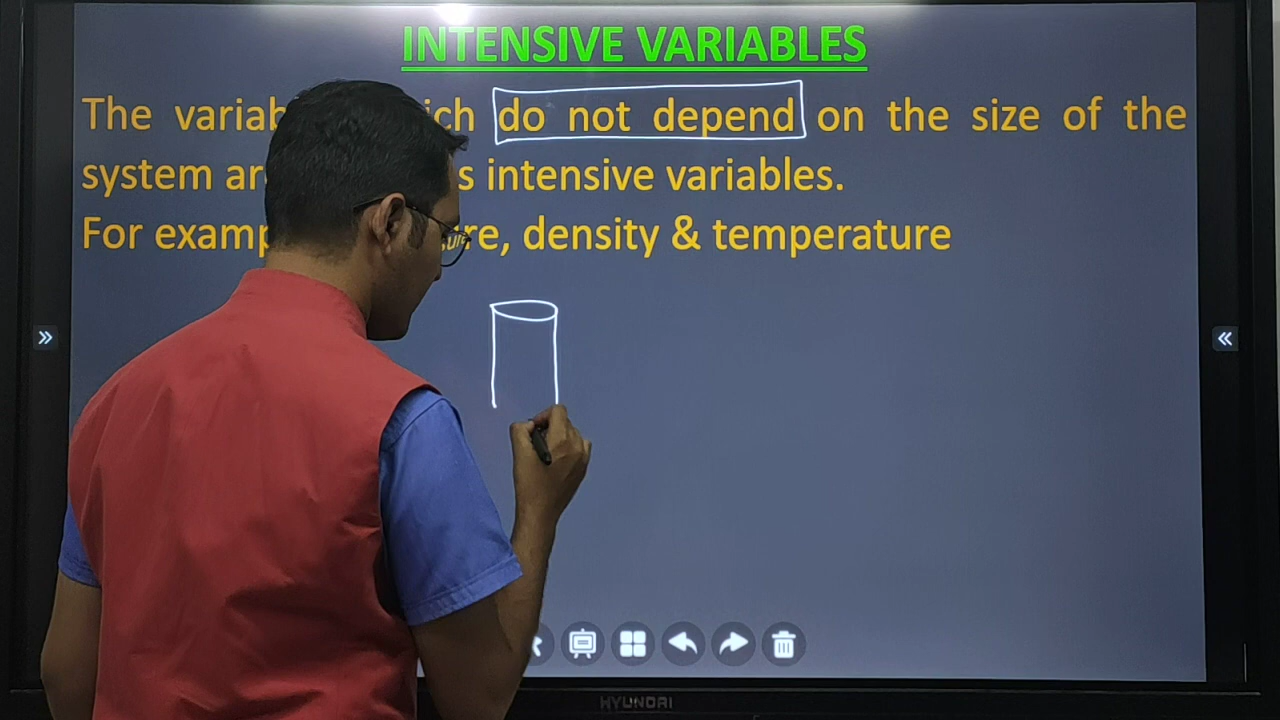 INTENSIVE VARIABLES
The variab ich do not depend on the size of the
system ar s intensive variables.
For examp sure, density & temperature
HYUNDAI